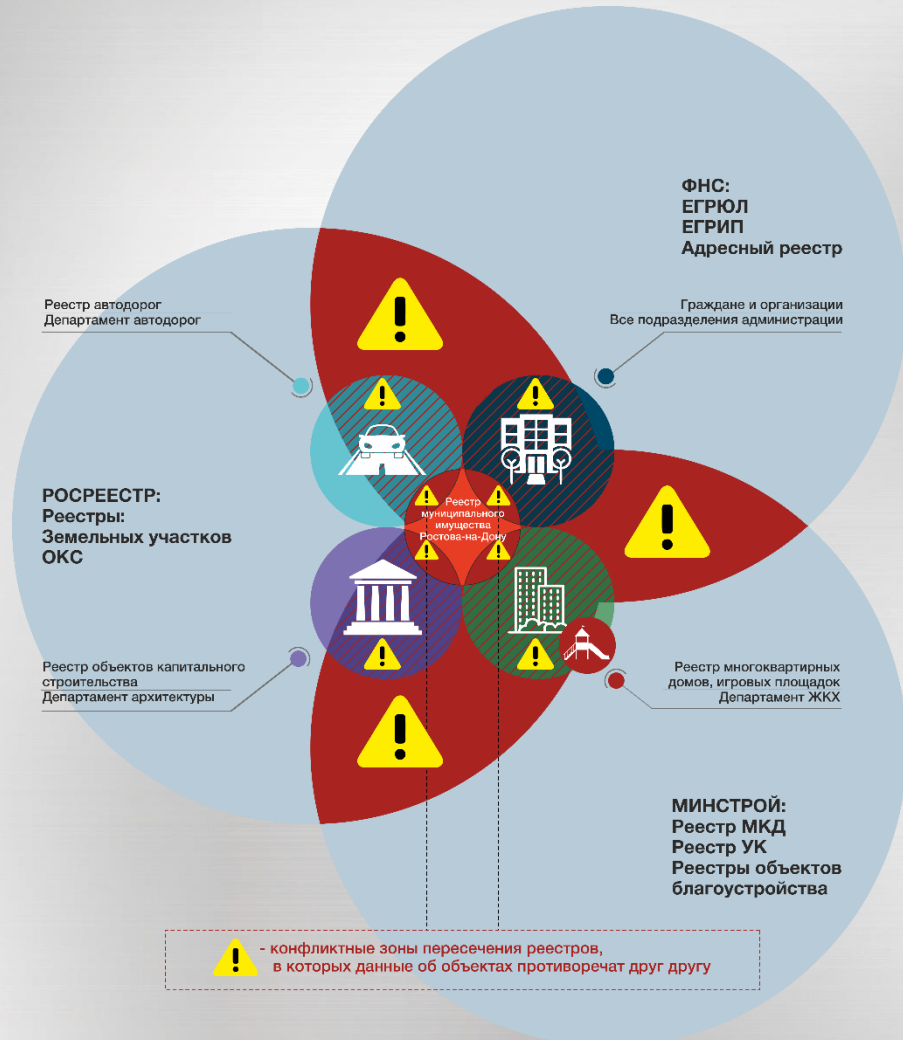 ФНС:
ЕГРЮЛ
ЕГРИП
Адресный реестр
Реестр автодорог
Департамент автодорог
Граждане и организации
Все подразделения администрации
РОСРЕЕСТР:
Реестры:
Земельных участков
ОКС
Реестр
муниципального
имущества
Ростова-на-Дону
Реестр объектов капитального
строительства
Департамент архитектуры
Реестр многоквартирных
домов, игровых площадок
Департамент ЖКХ
МИНСТРОЙ:
Реестр МКД
Реестр УК
Реестры объектов
благоустройства
- конфликтные зоны пересечения реестров,
в которых данные об объектах противоречат друг другу